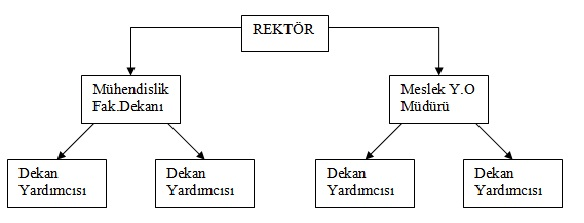 REKTÖR
Mühendislik
Fak.Dekanı
Meslek Y.O
Müdürü
Dekan
Yardımcısı
Dekan
Yardımcısı
Dekan
Yardımcısı
Dekan
Yardımcısı